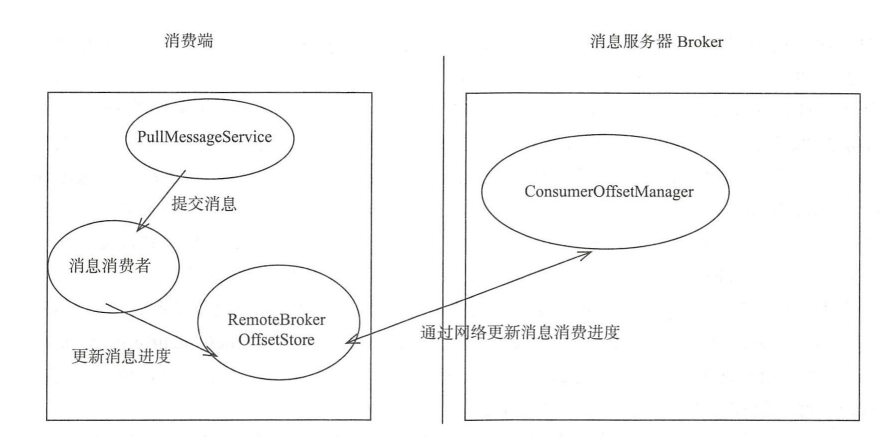 消费端
消息服务器 Broker
PullMessageService
提交消息
消息消费者
RemoteBroker
OffsetStore
更新消息进度
ConsumerOffsetManager
通过网络更新消息消费进度